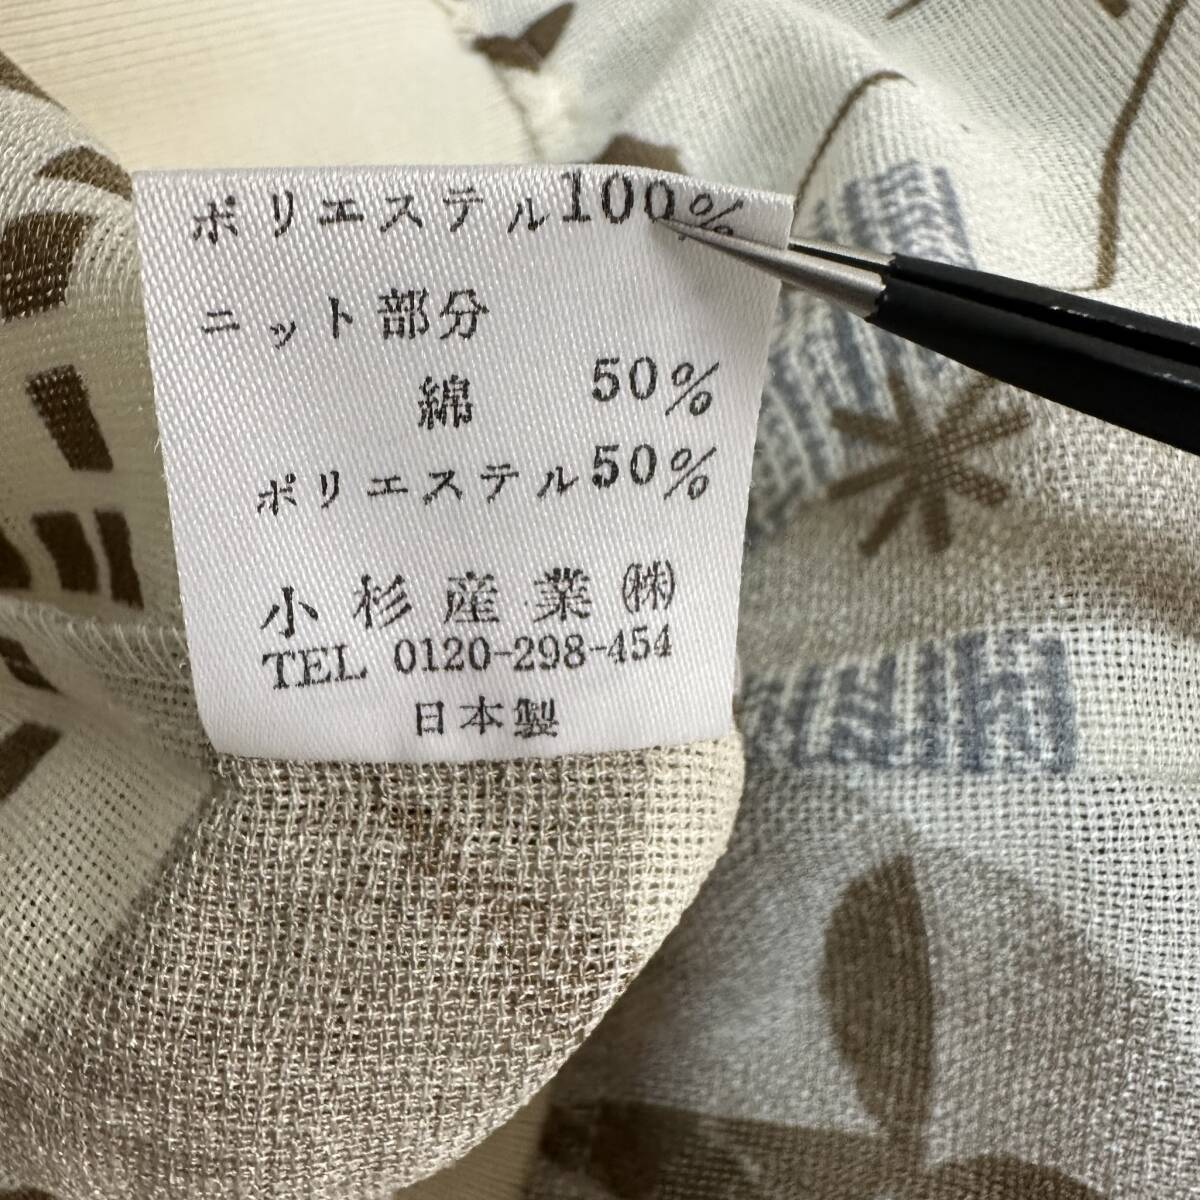 ポリエステル100%
ニット部分
綿 50%
ポリエステル50%
小杉産業㈱
TEL 0120-298-454
日本製